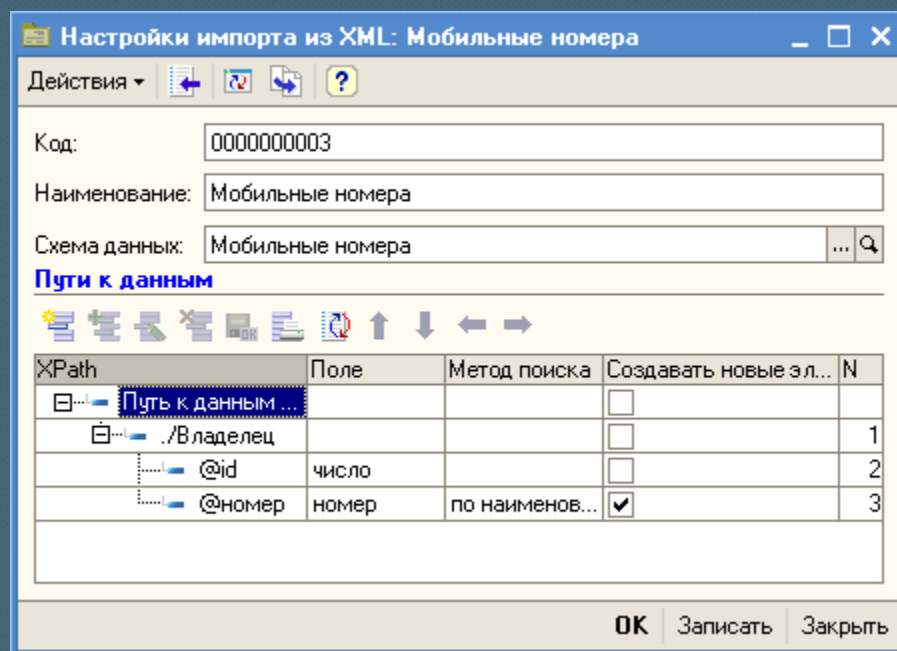 Настройки импорта из XML: Мобильные номера
Действия
Код: 0000000003
Наименование: Мобильные номера
Схема данных: Мобильные номера ...
Пути к данным
XPath Поле Метод поиска Создавать новые эл... N
Путь к данным ...
./Владелец 1
@id число 2
@номер номер по наименов... 3
OK Записать Закрыть